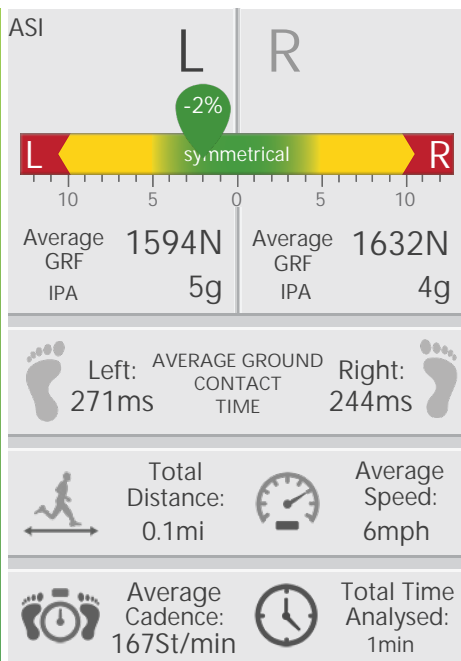 ASI
L R
-2%
L symmetrical R
10 5 0 5 10
Average GRF 1594N Average GRF 1632N
IPA 5g IPA 4g
Left: 271ms
AVERAGE GROUND
CONTACT
TIME
Right: 244ms
Total
Distance:
0.1mi
Average
Speed:
6mph
Average
Cadence:
167St/min
Total Time
Analysed:
1min